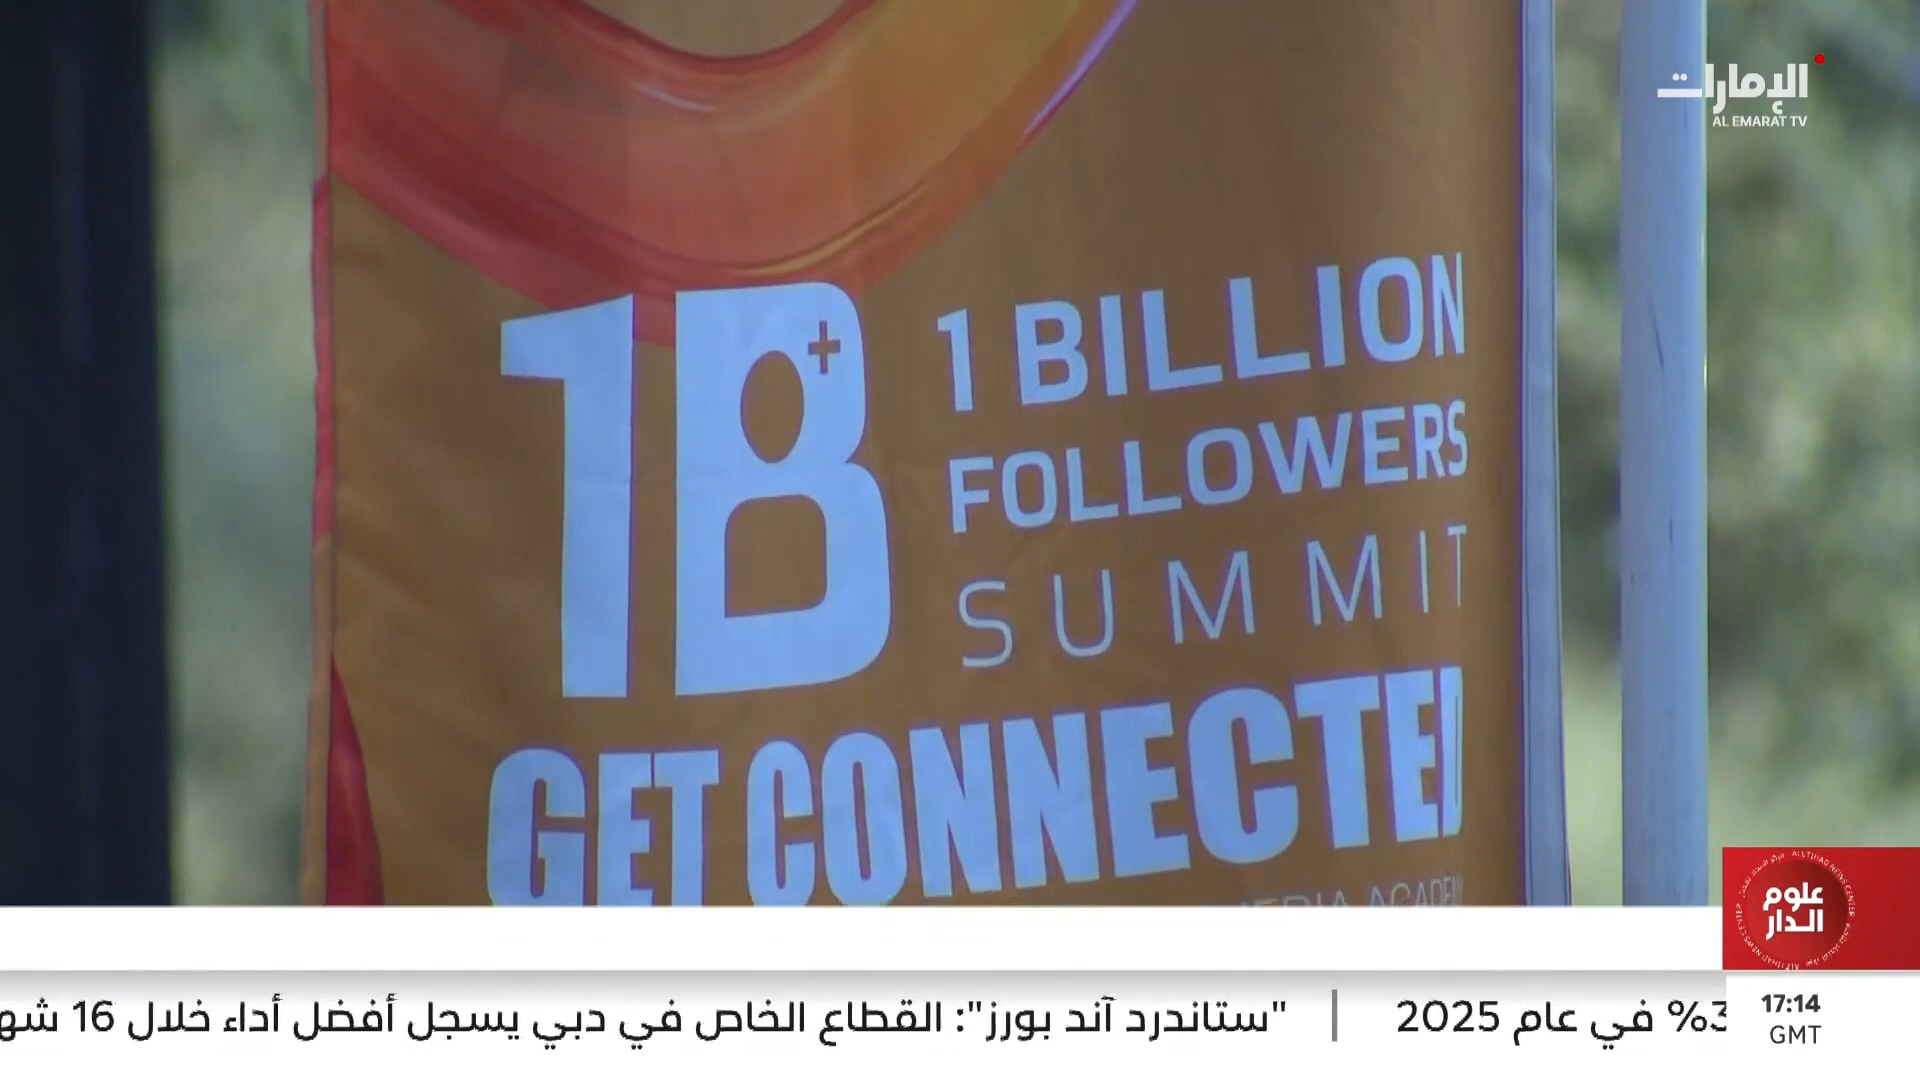 الإمارات
AL EMARAT TV
1B+
1 BILLION
FOLLOWERS
SUMMIT
GET CONNECTED
علوم
الدار
17:14
GMT
في عام 2025 | "ستاندرد آند بورز": القطاع الخاص في دبي يسجل أفضل أداء خلال 16